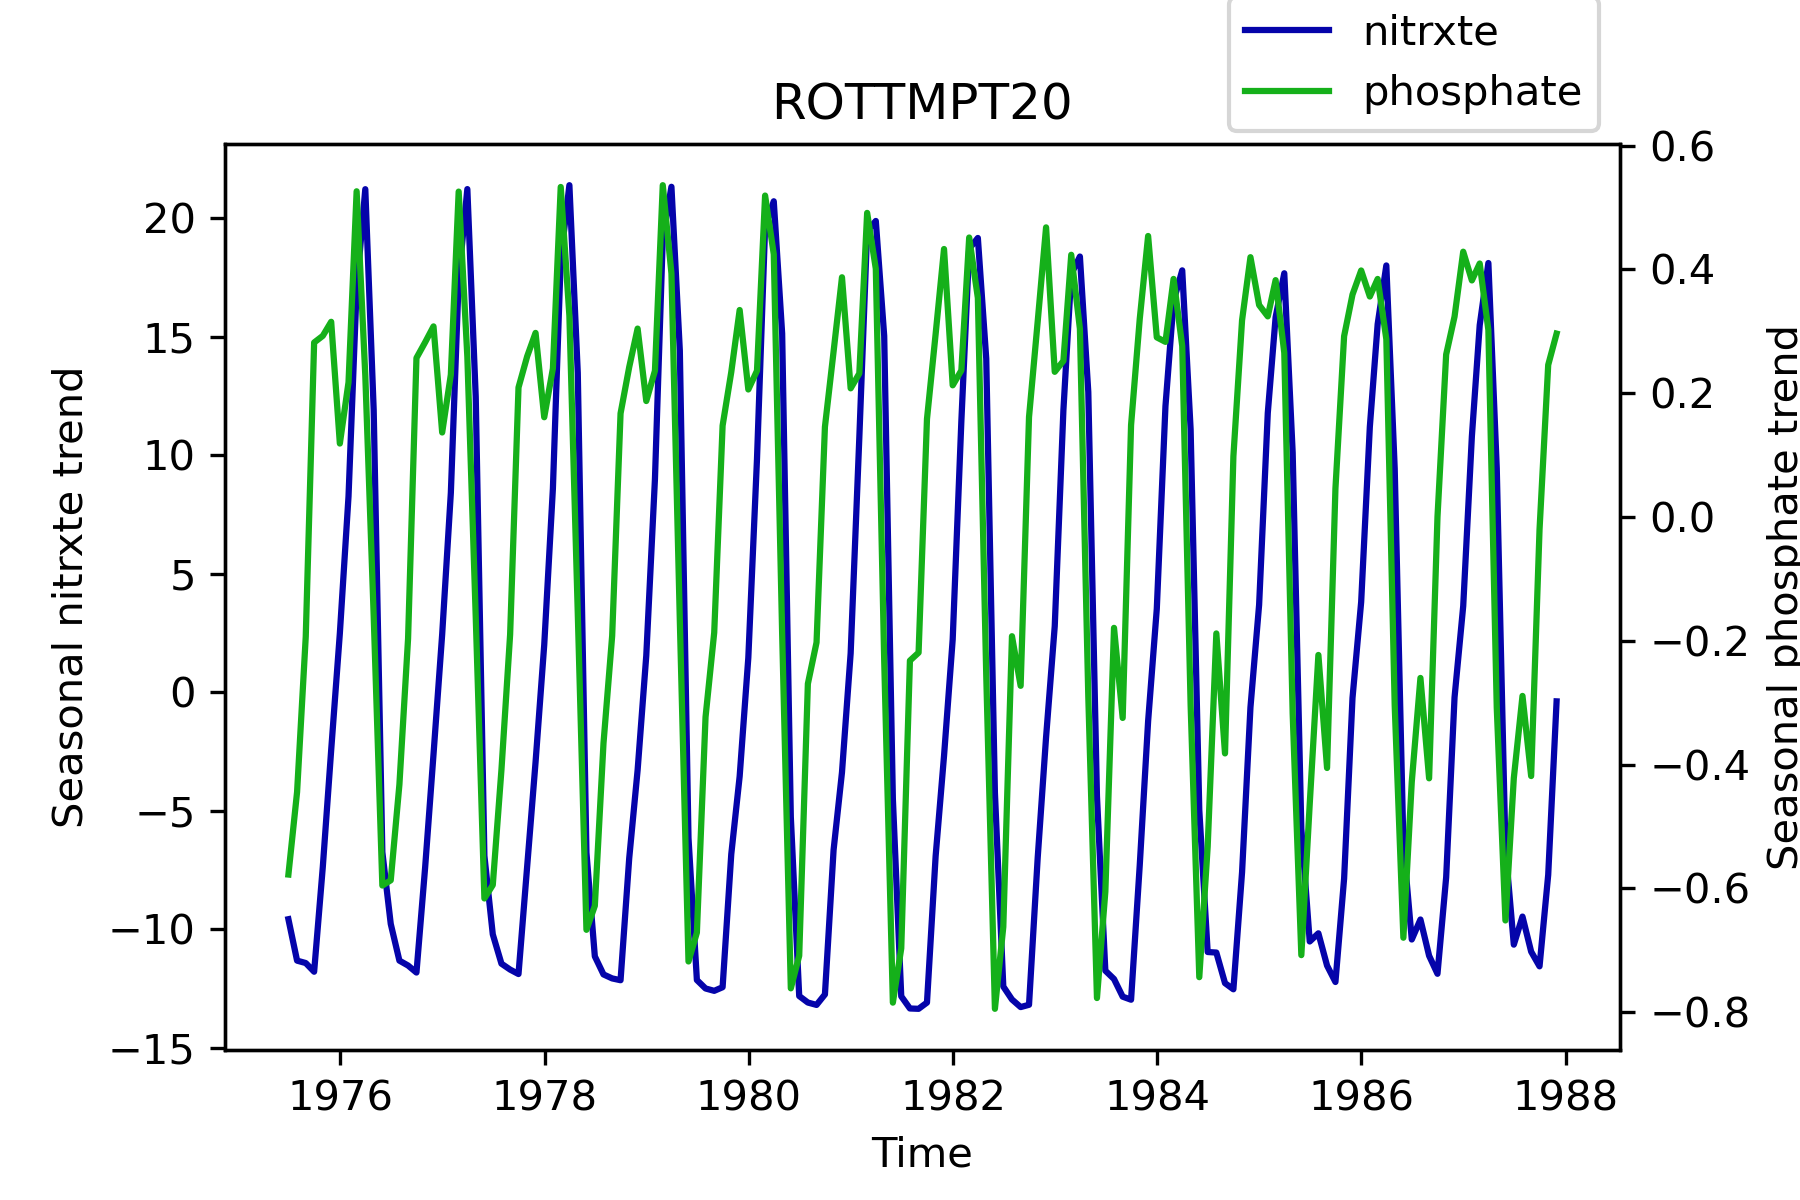 nitrxte
phosphate
ROTTMPT20
Seasonal nitrxte trend
20
15
10
5
0
−5
−10
−15
0.6
0.4
0.2
0.0
−0.2
−0.4
−0.6
−0.8
Seasonal phosphate trend
1976 1978 1980 1982 1984 1986 1988
Time